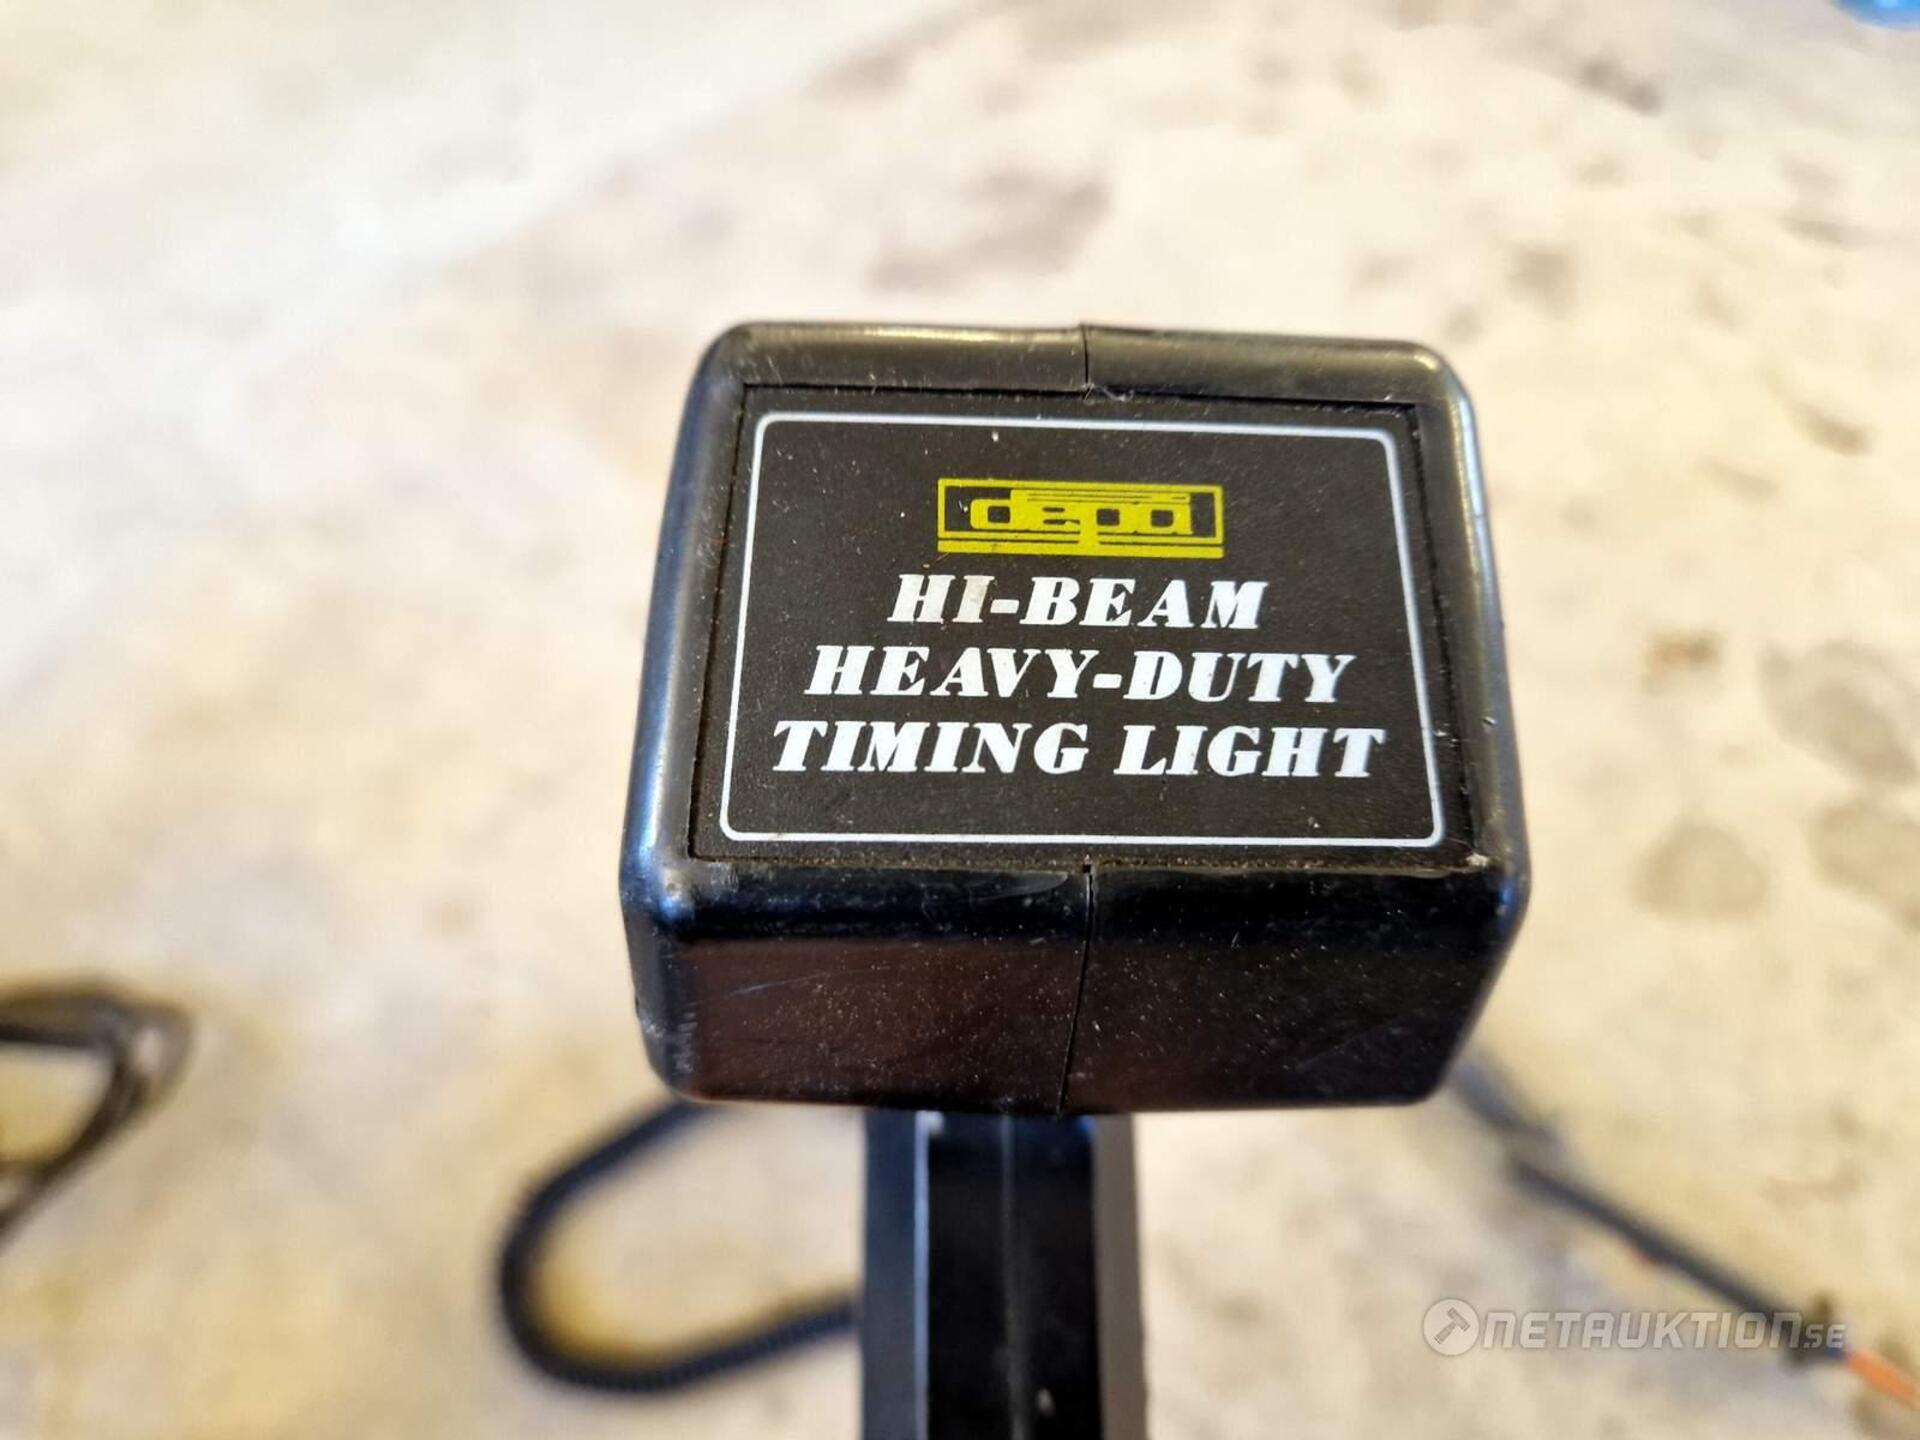 depa
HI-BEAM
HEAVY-DUTY
TIMING LIGHT
NETAUKTION.SE